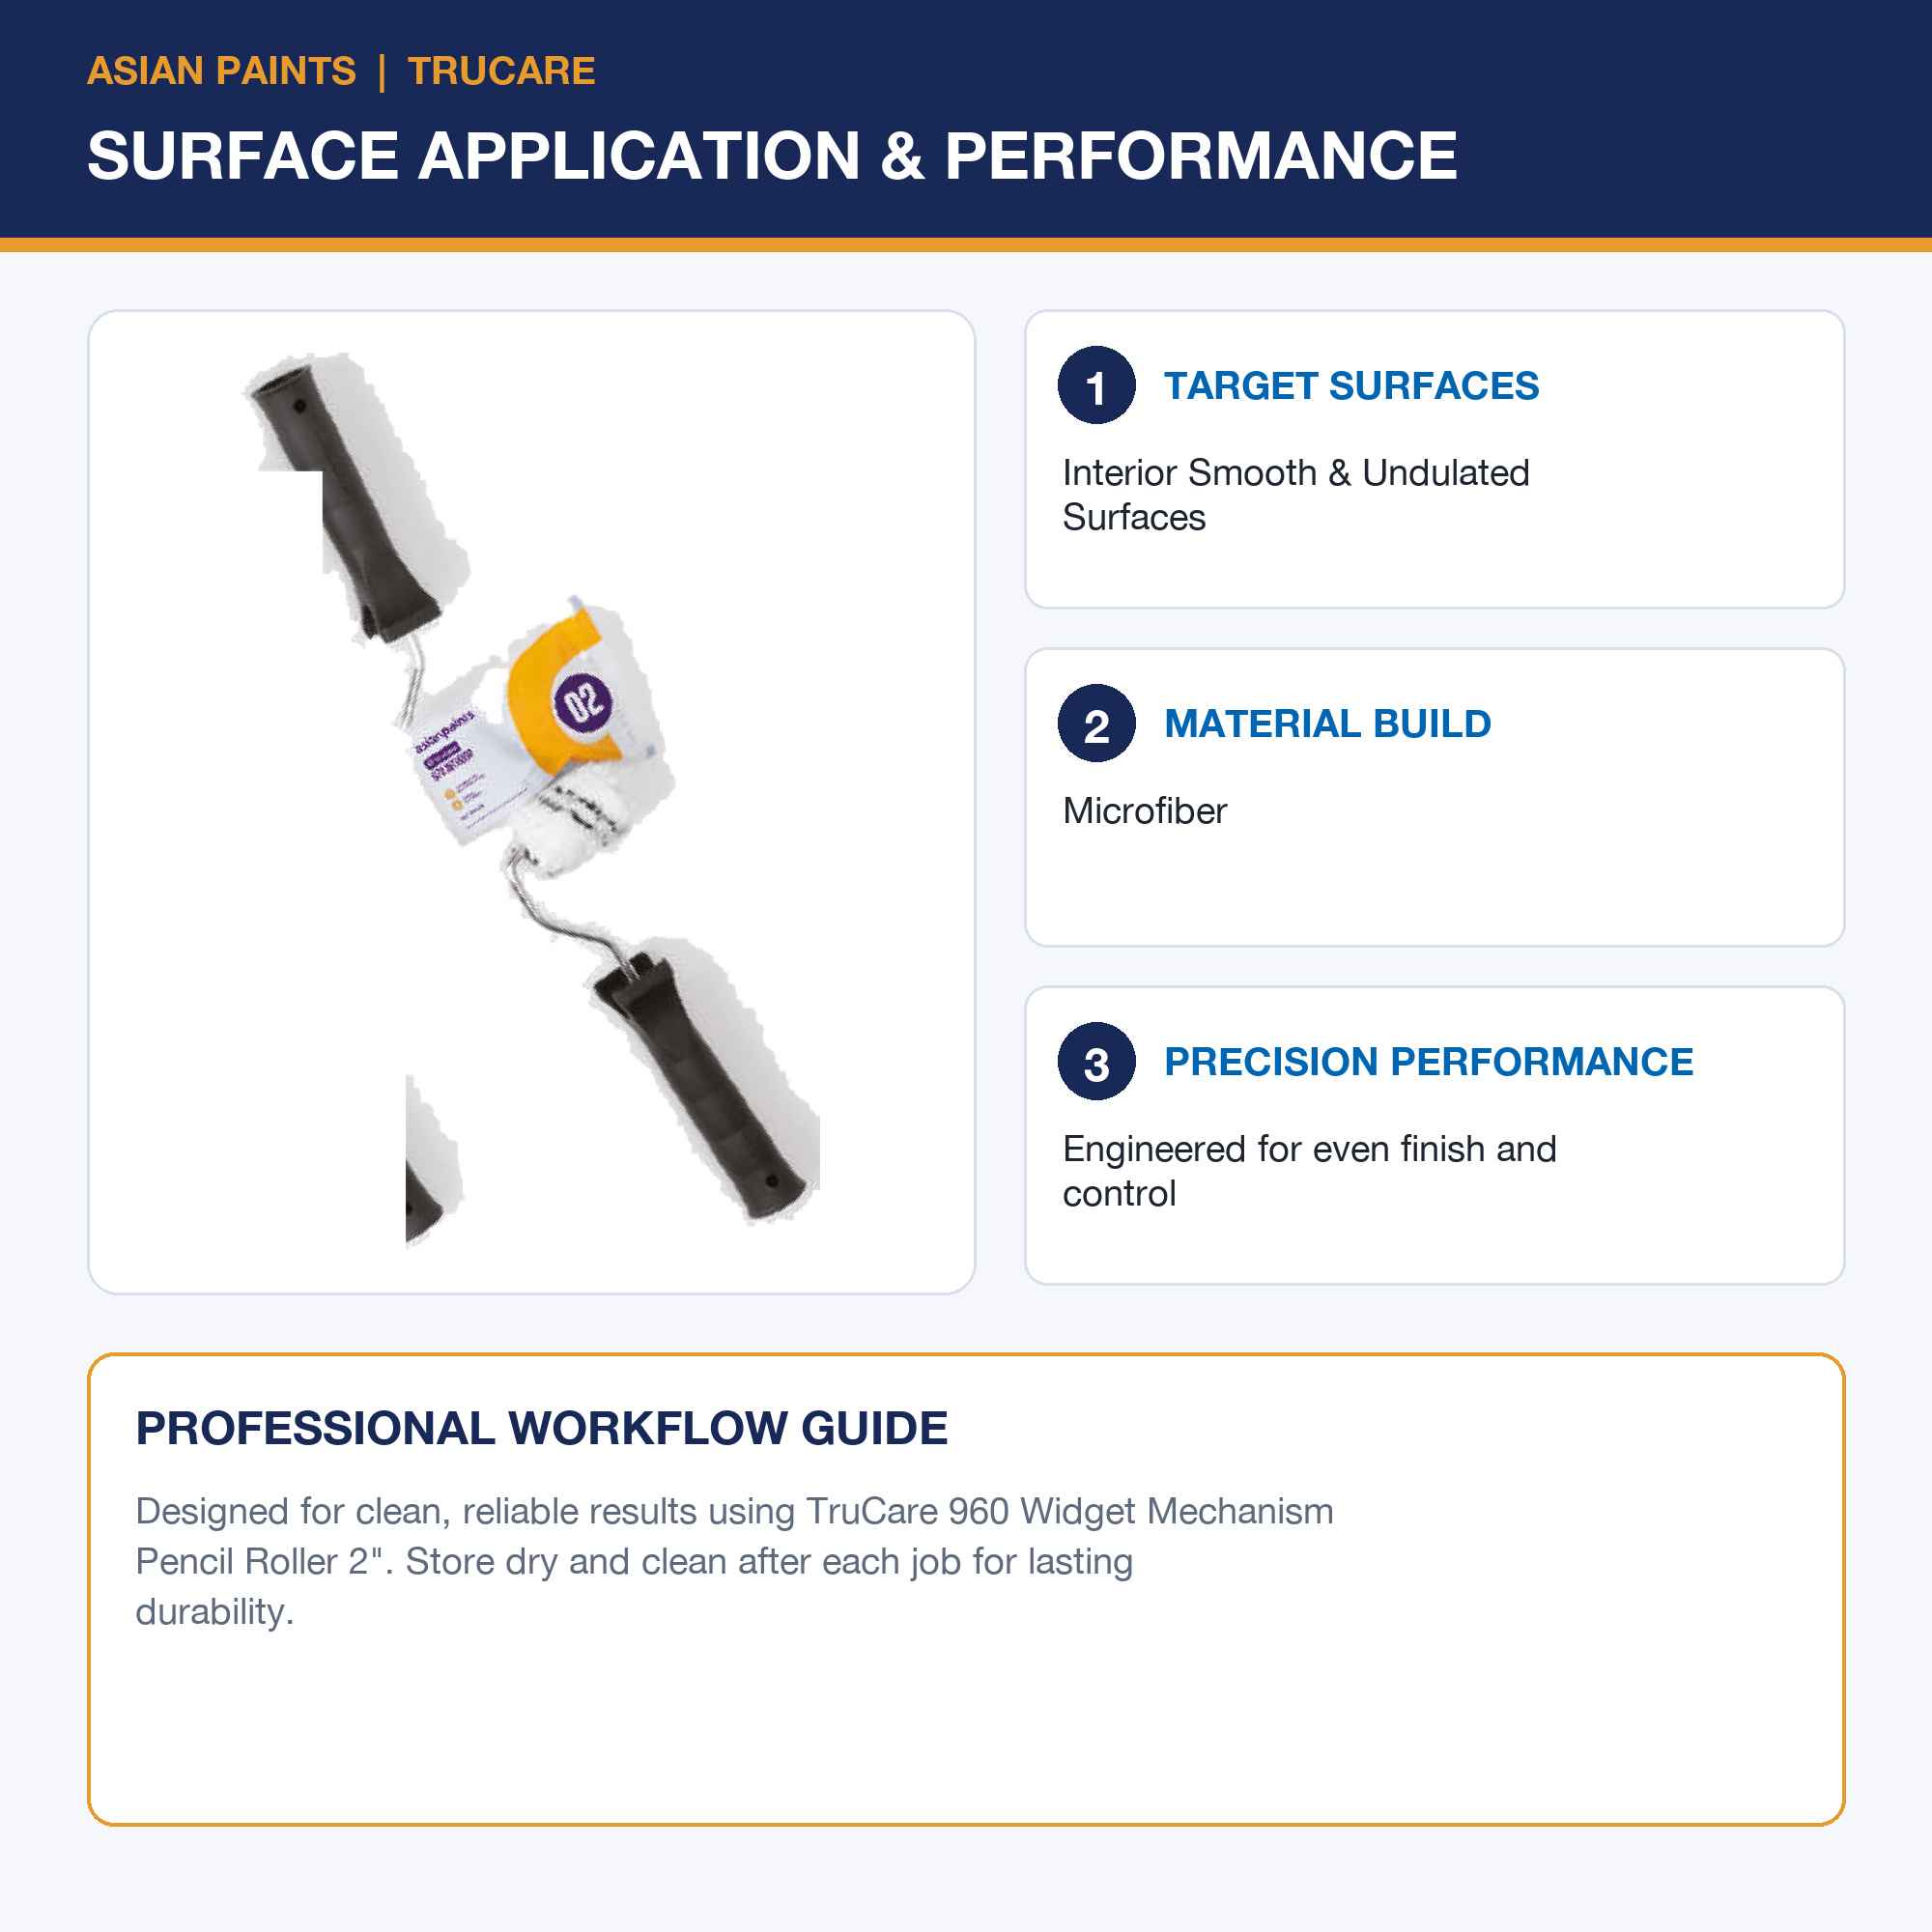 ASIAN PAINTS | TRUCARE
SURFACE APPLICATION & PERFORMANCE
02
asianpaints
1
TARGET SURFACES
Interior Smooth & Undulated
Surfaces
2
MATERIAL BUILD
Microfiber
3
PRECISION PERFORMANCE
Engineered for even finish and
control
PROFESSIONAL WORKFLOW GUIDE
Designed for clean, reliable results using TruCare 960 Widget Mechanism
Pencil Roller 2". Store dry and clean after each job for lasting
durability.